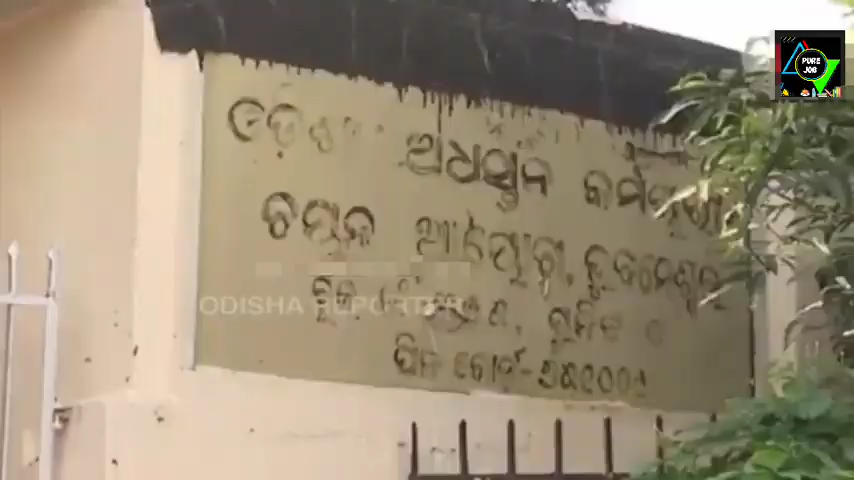 PURE
JOB
ଓଡ଼ିଶା ଅଧସ୍ତନ କର୍ମଚାରୀ
ଚୟନ ଆୟୋଗ, ଭୁବନେଶ୍ୱର
ODISHA REPORTER
ୟୁନିଟ
ପିନ କୋର୍ଡ-୭୫୧୦୦୧